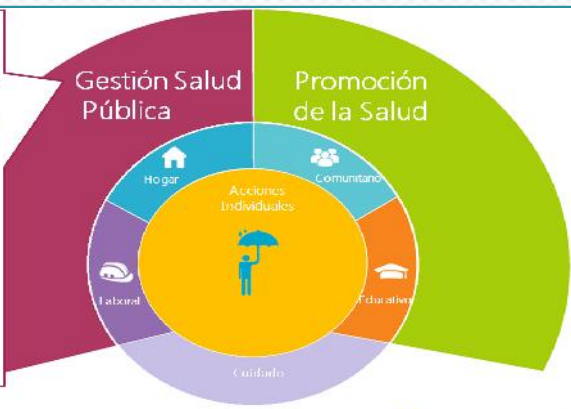 Gestión Salud
Pública
Promoción
de la Salud
Hogar
Comunitario
Acciones
Individuales
Laboral
Educativo
Cuidado